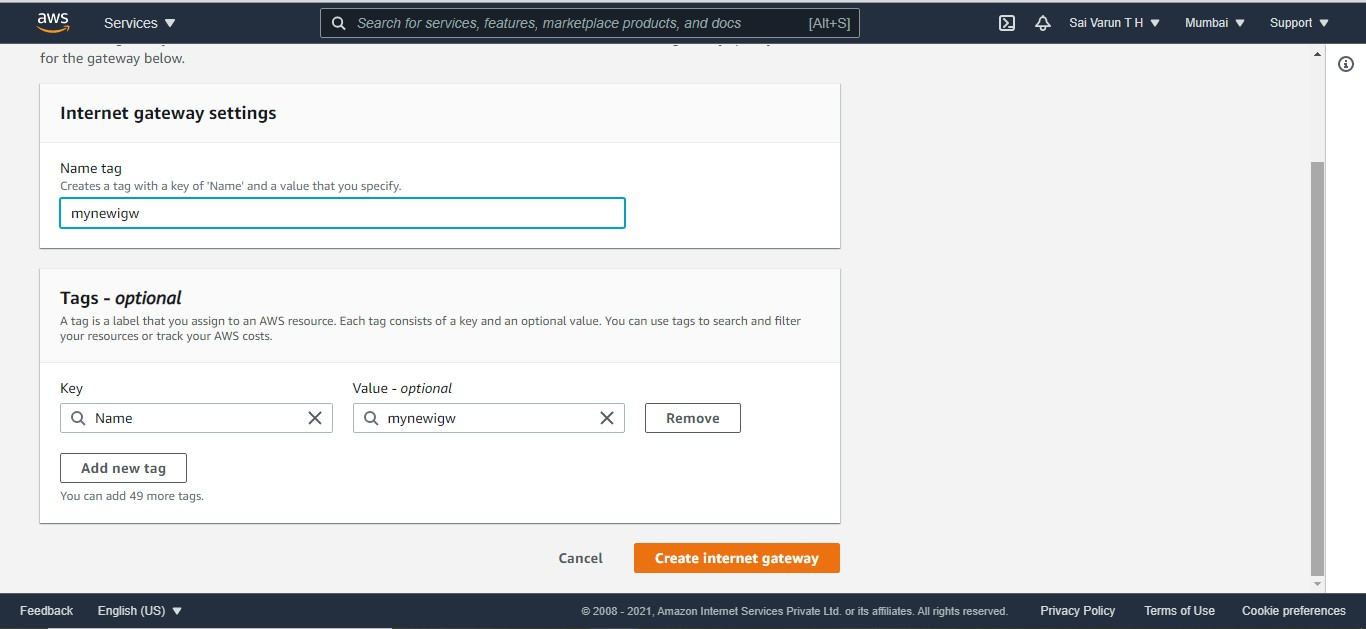 aws Services Search for services, features, marketplace products, and docs [Alt+S] Sai Varun T H Mumbai Support
for the gateway below.
Internet gateway settings
Name tag
Creates a tag with a key of 'Name' and a value that you specify.
mynewigw
Tags - optional
A tag is a label that you assign to an AWS resource. Each tag consists of a key and an optional value. You can use tags to search and filter
your resources or track your AWS costs.
Key Value - optional
Name mynewigw Remove
Add new tag
You can add 49 more tags.
Cancel Create internet gateway
Feedback English (US) © 2008 - 2021, Amazon Internet Services Private Ltd. or its affiliates. All rights reserved. Privacy Policy Terms of Use Cookie preferences